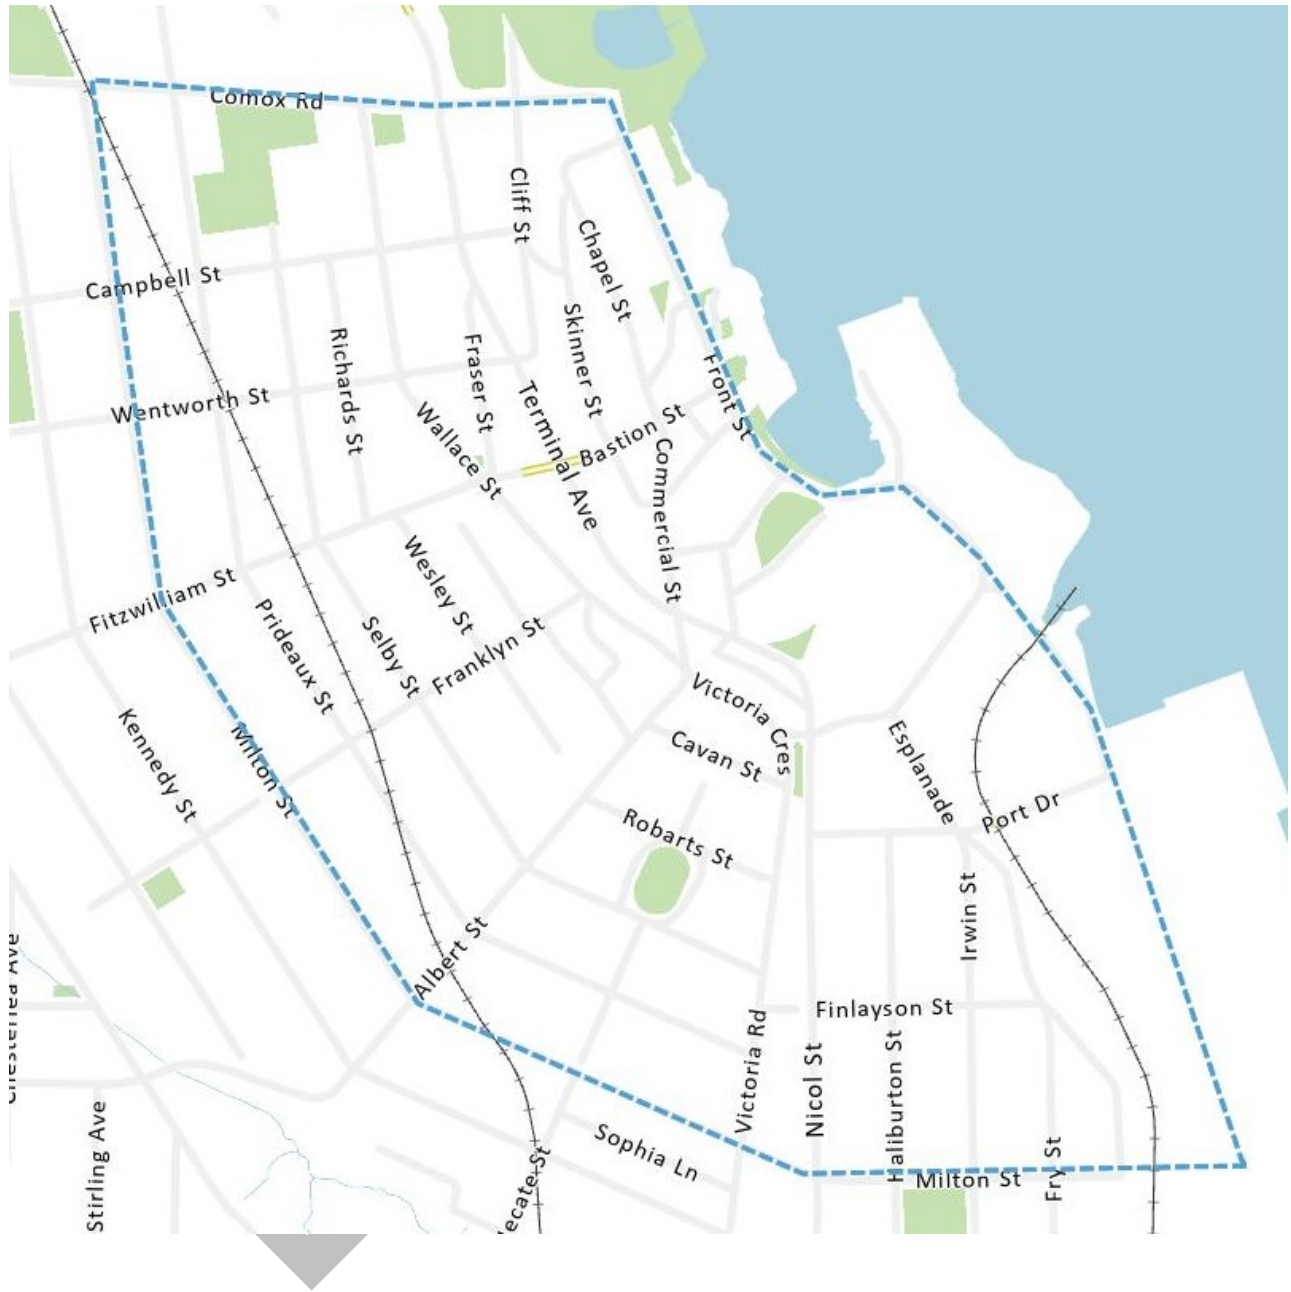 Comox Rd
Cliff St
Chapel St
Campbell St
Skinner St
Richards St
Fraser St
Front St
Wentworth St
Wallace St
Terminal Ave
Bastion St
Commercial St
Fitzwilliam St
Prideaux St
Selby St
Wesley St
Franklyn St
Victoria Cres
Kennedy St
Milton St
Cavan St
Esplanade
Port Dr
Robarts St
Irwin St
Albert St
Finlayson St
Victoria Rd
Nicol St
Haliburton St
Stirling Ave
Sophia Ln
Milton St
Fry St
ecate St